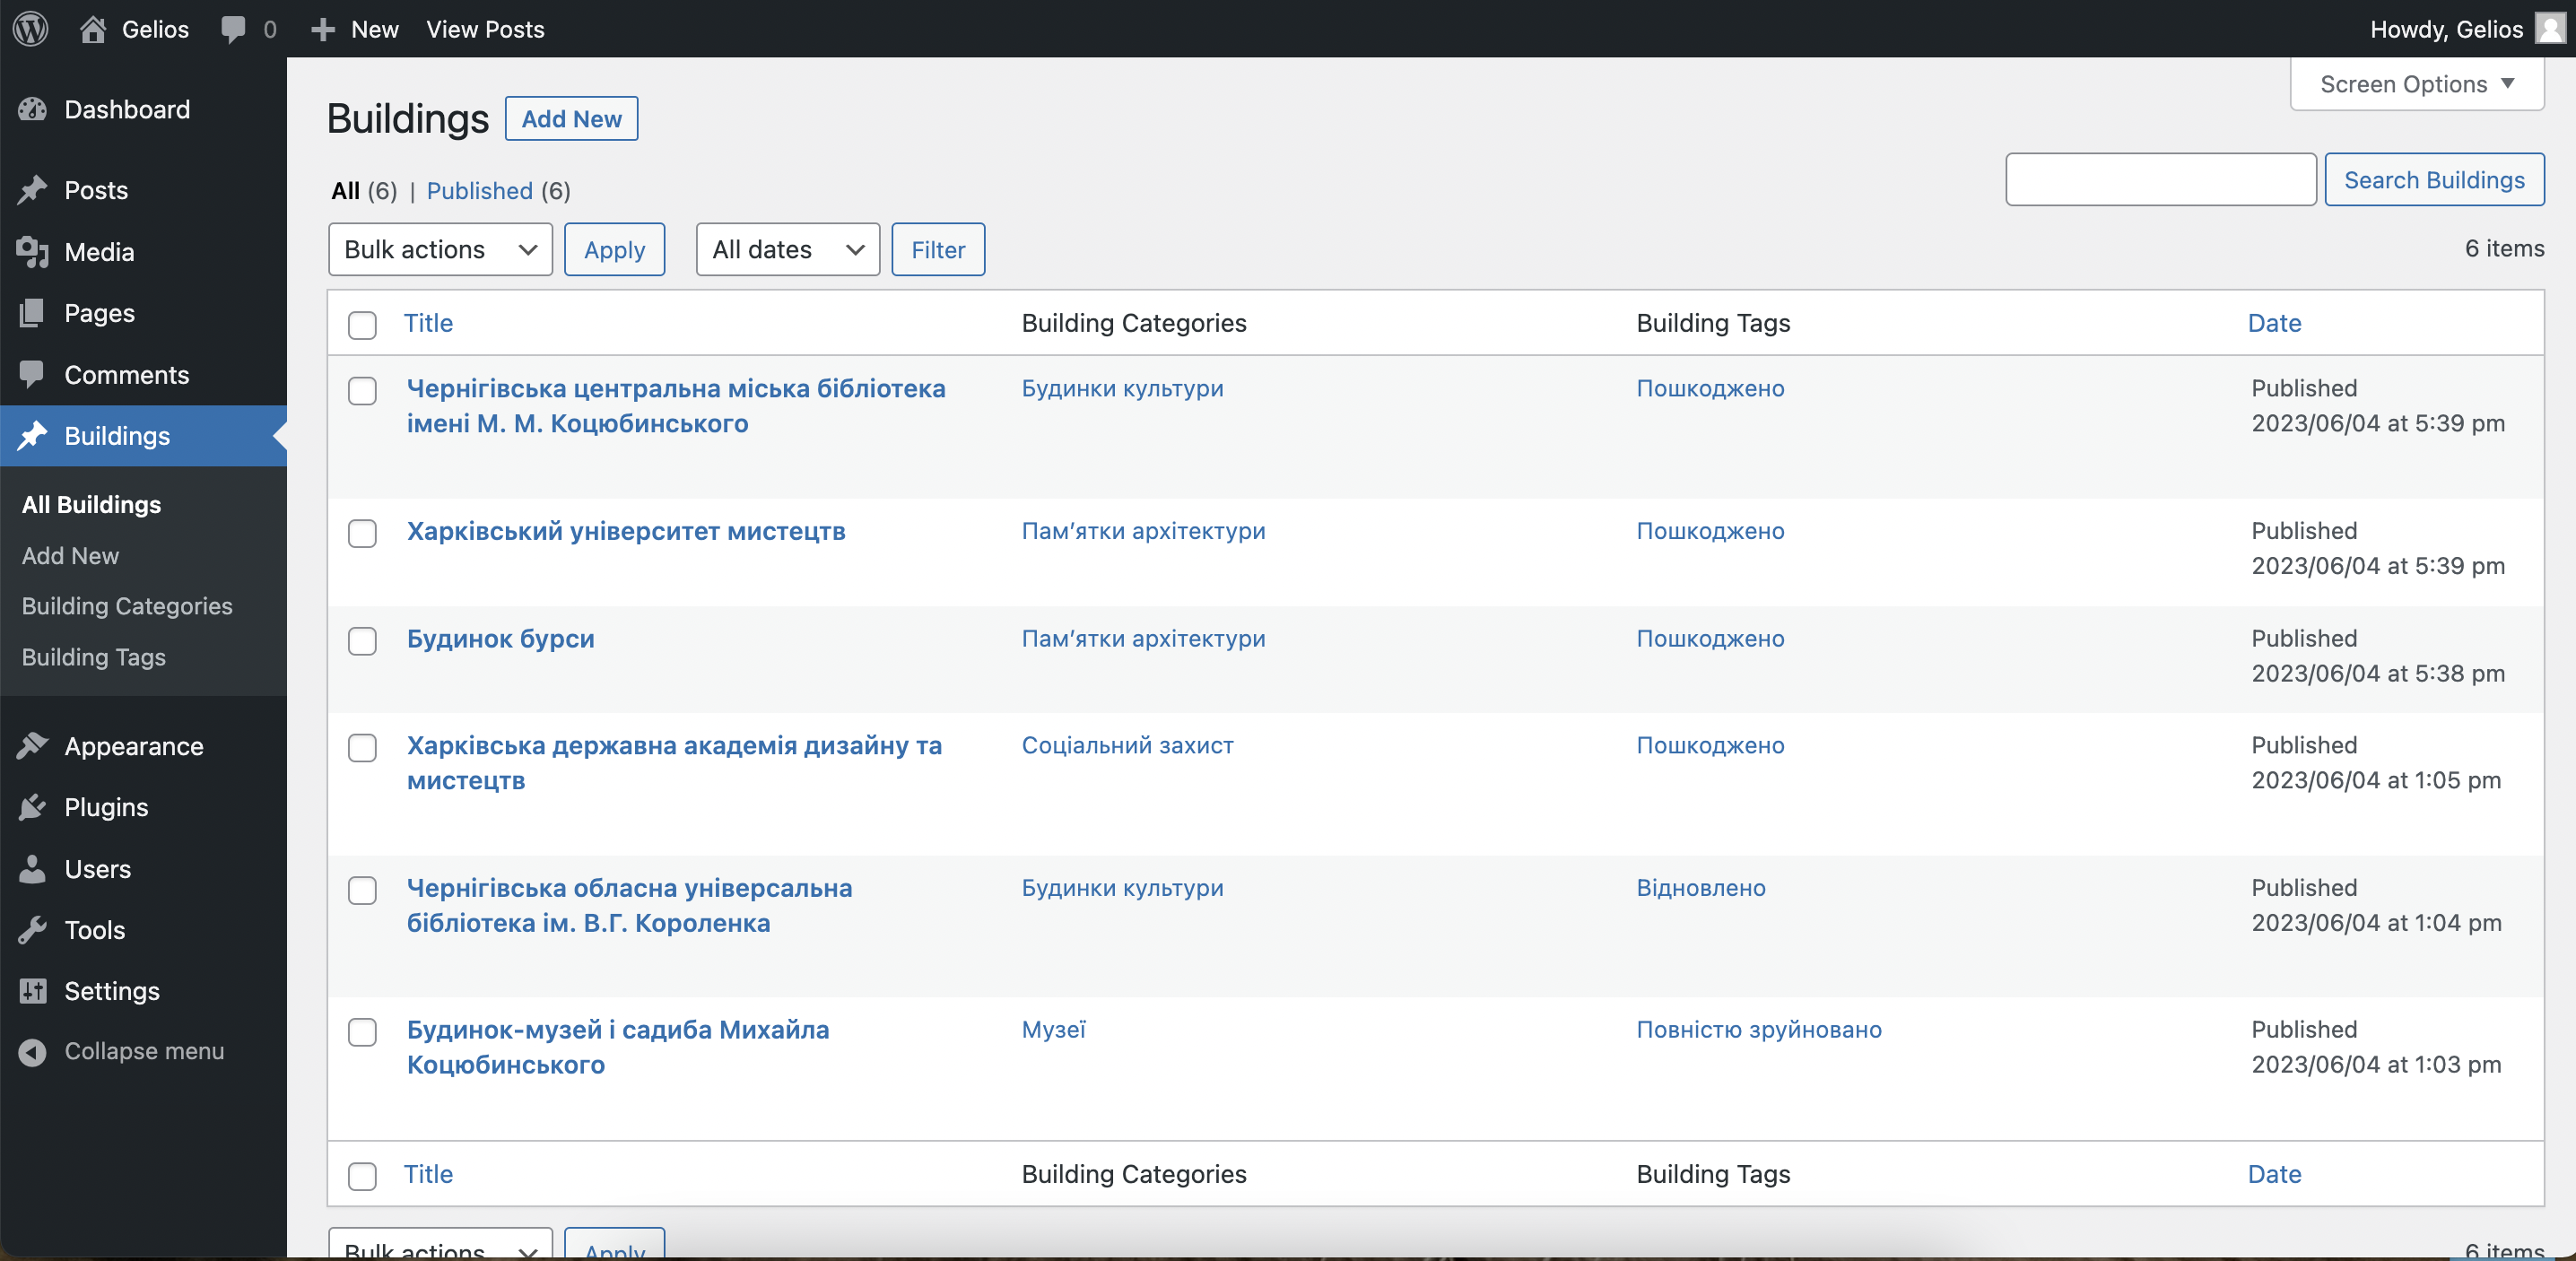 Gelios 0 New View Posts Howdy, Gelios
Dashboard
Posts
Media
Pages
Comments
Buildings
All Buildings
Add New
Building Categories
Building Tags
Appearance
Plugins
Users
Tools
Settings
Collapse menu
Screen Options
Buildings Add New
All (6) | Published (6)
Search Buildings
Bulk actions Apply All dates Filter 6 items
Title Building Categories Building Tags Date
Чернігівська центральна міська бібліотека Будинки культури Пошкоджено Published
імені М. М. Коцюбинського 2023/06/04 at 5:39 pm
Харківський університет мистецтв Пам’ятки архітектури Пошкоджено Published
2023/06/04 at 5:39 pm
Будинок бурси Пам’ятки архітектури Пошкоджено Published
2023/06/04 at 5:38 pm
Харківська державна академія дизайну та Соціальний захист Пошкоджено Published
мистецтв 2023/06/04 at 1:05 pm
Чернігівська обласна універсальна Будинки культури Відновлено Published
бібліотека ім. В.Г. Короленка 2023/06/04 at 1:04 pm
Будинок-музей і садиба Михайла Музеї Повністю зруйновано Published
Коцюбинського 2023/06/04 at 1:03 pm
Title Building Categories Building Tags Date
Bulk actions Apply 6 items